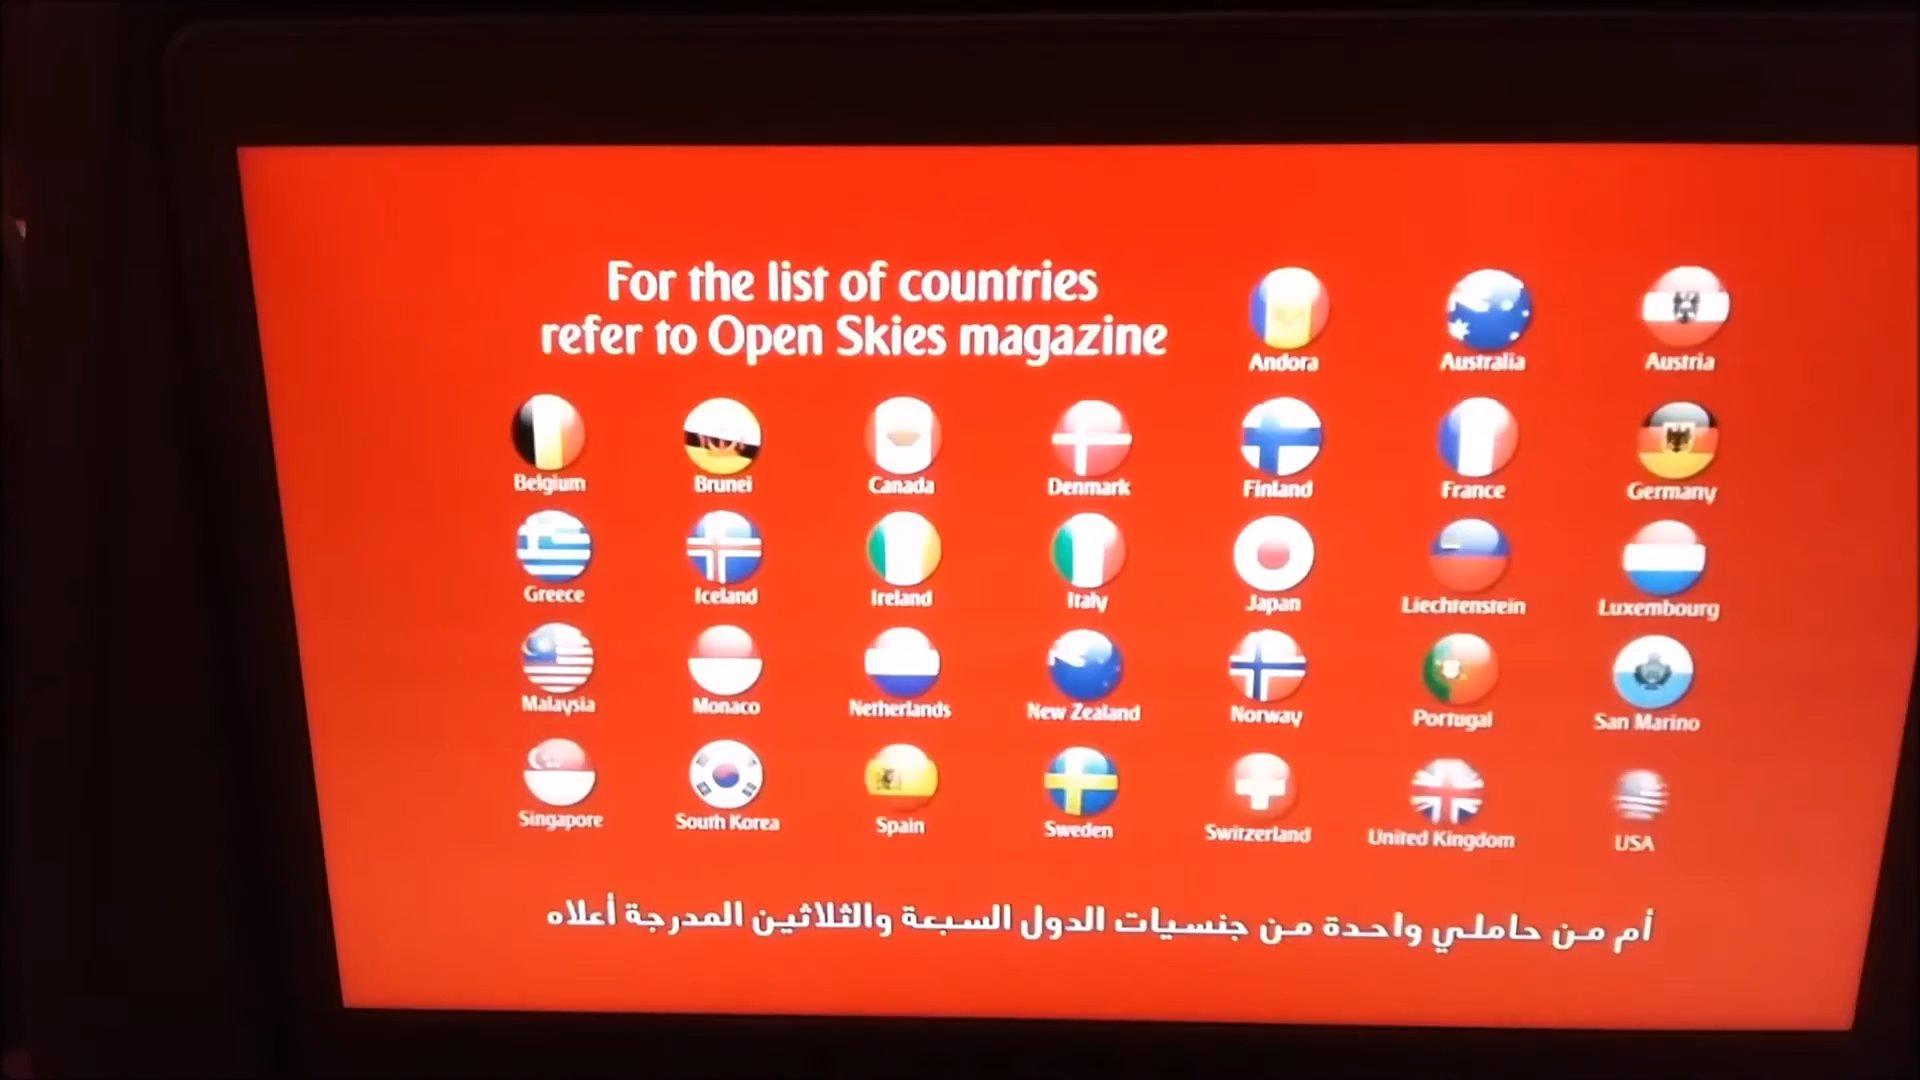 For the list of countries
refer to Open Skies magazine
Andora
Australia
Austria
Belgium
Brunei
Canada
Denmark
Finland
France
Germany
Greece
Iceland
Ireland
Italy
Japan
Liechtenstein
Luxembourg
Malaysia
Monaco
Netherlands
New Zealand
Norway
Portugal
San Marino
Singapore
South Korea
Spain
Sweden
Switzerland
United Kingdom
USA
أم من حاملي واحدة من جنسيات الدول السبعة والثلاثين المدرجة أعلاه